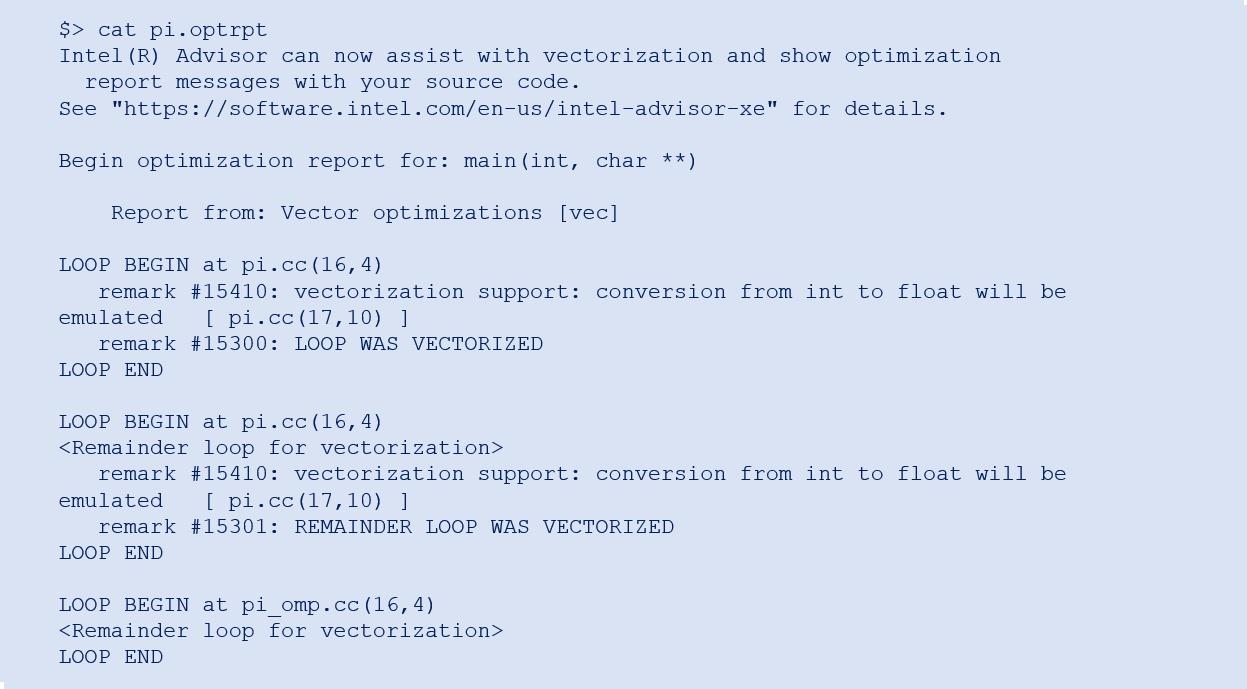 $> cat pi.optrpt
Intel(R) Advisor can now assist with vectorization and show optimization
  report messages with your source code.
See "https://software.intel.com/en-us/intel-advisor-xe" for details.

Begin optimization report for: main(int, char **)

    Report from: Vector optimizations [vec]

LOOP BEGIN at pi.cc(16,4)
   remark #15410: vectorization support: conversion from int to float will be
emulated   [ pi.cc(17,10) ]
   remark #15300: LOOP WAS VECTORIZED
LOOP END

LOOP BEGIN at pi.cc(16,4)
<Remainder loop for vectorization>
   remark #15410: vectorization support: conversion from int to float will be
emulated   [ pi.cc(17,10) ]
   remark #15301: REMAINDER LOOP WAS VECTORIZED
LOOP END

LOOP BEGIN at pi_omp.cc(16,4)
<Remainder loop for vectorization>
LOOP END